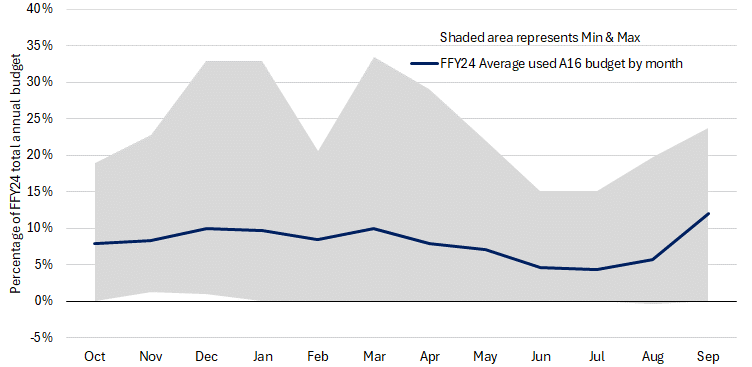 40%
35%
30%
25%
20%
15%
10%
5%
0%
-5%
Percentage of FFY24 total annual budget
Shaded area represents Min & Max
FFY24 Average used A16 budget by month
Oct Nov Dec Jan Feb Mar Apr May Jun Jul Aug Sep